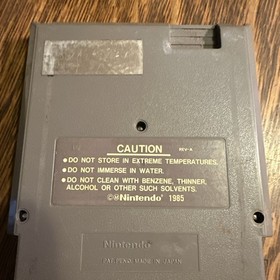 CAUTION
REV-A
• DO NOT STORE IN EXTREME TEMPERATURES.
• DO NOT IMMERSE IN WATER.
• DO NOT CLEAN WITH BENZENE, THINNER,
ALCOHOL OR OTHER SUCH SOLVENTS.
©Ⓜ Nintendo® 1985
Nintendo®
PAT. PEND. MADE IN JAPAN